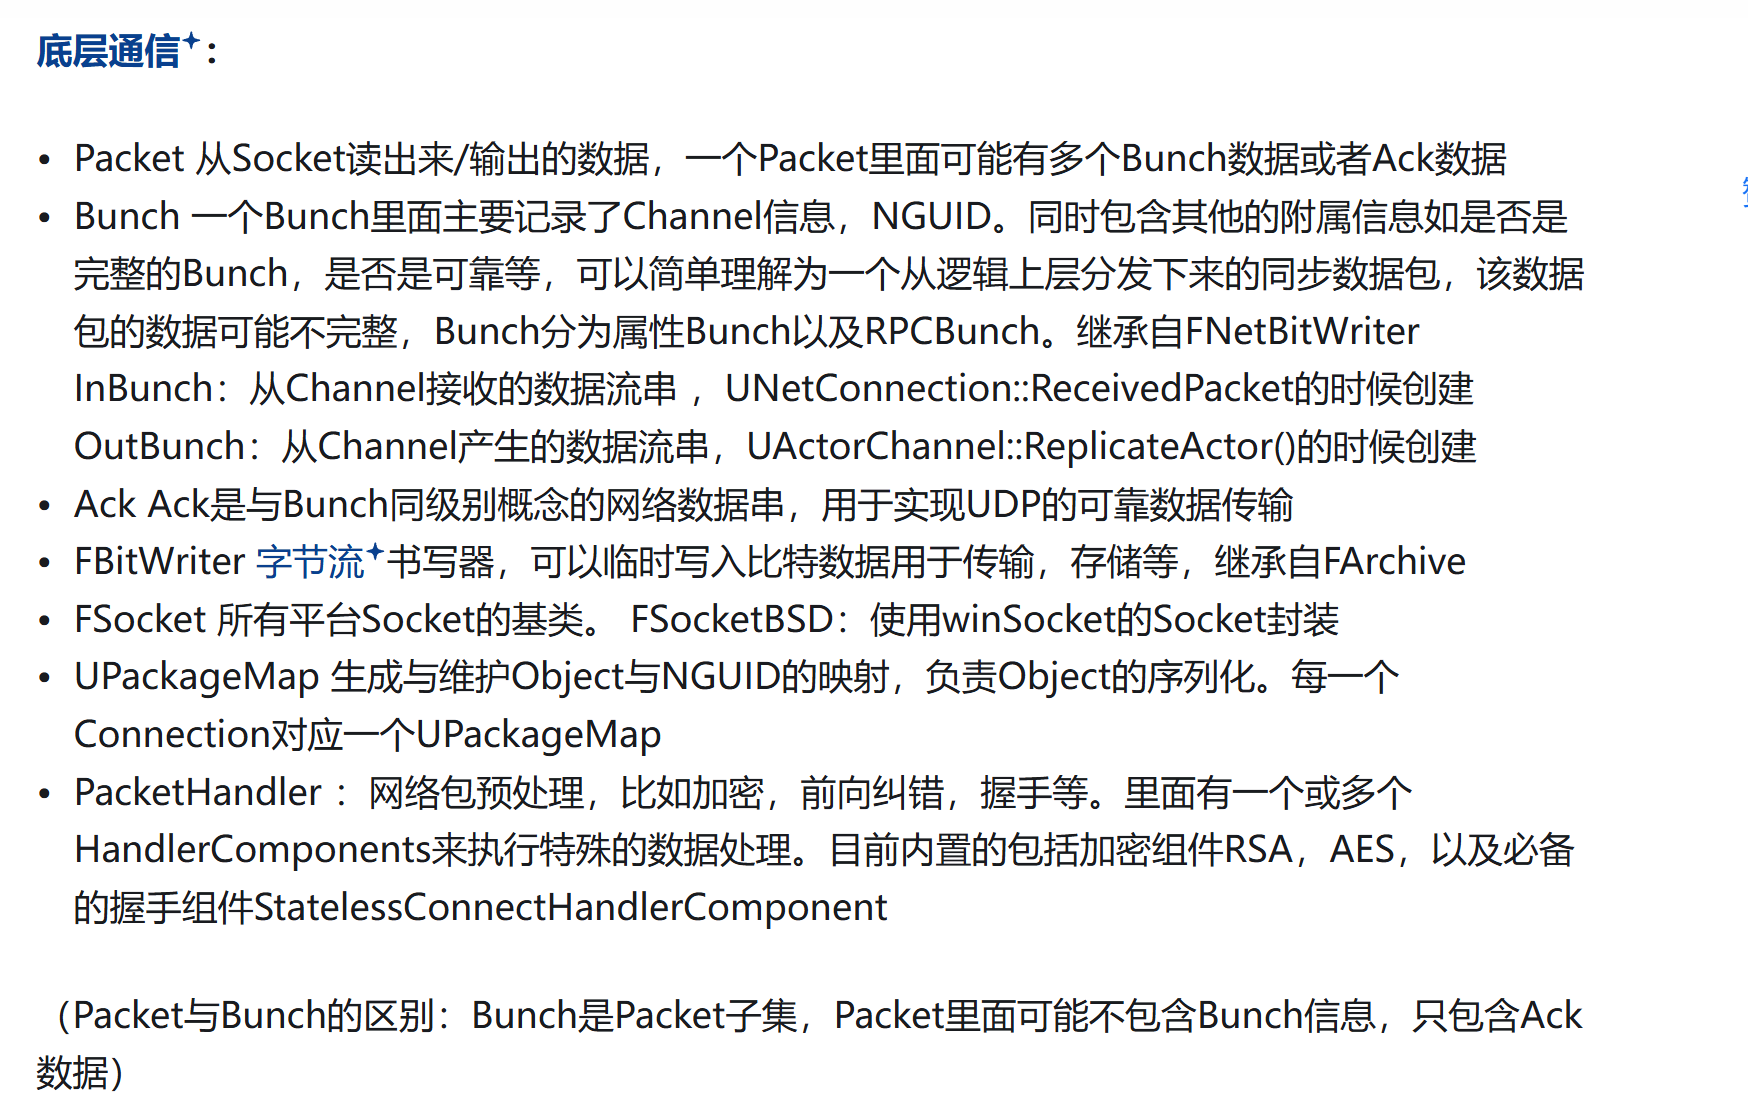 底层通信：
• Packet 从Socket读出来/输出的数据，一个Packet里面可能有多个Bunch数据或者Ack数据
• Bunch 一个Bunch里面主要记录了Channel信息，NGUID。同时包含其他的附属信息如是否是
完整的Bunch，是否是可靠等，可以简单理解为一个从逻辑上层分发下来的同步数据包，该数据
包的数据可能不完整，Bunch分为属性Bunch以及RPCBunch。继承自FNetBitWriter
InBunch：从Channel接收的数据流串 ，UNetConnection::ReceivedPacket的时候创建
OutBunch：从Channel产生的数据流串，UActorChannel::ReplicateActor()的时候创建
• Ack Ack是与Bunch同级别概念的网络数据串，用于实现UDP的可靠数据传输
• FBitWriter 字节流书写器，可以临时写入比特数据用于传输，存储等，继承自FArchive
• FSocket 所有平台Socket的基类。 FSocketBSD：使用winSocket的Socket封装
• UPackageMap 生成与维护Object与NGUID的映射，负责Object的序列化。每一个
Connection对应一个UPackageMap
• PacketHandler ：网络包预处理，比如加密，前向纠错，握手等。里面有一个或多个
HandlerComponents来执行特殊的数据处理。目前内置的包括加密组件RSA，AES，以及必备
的握手组件StatelessConnectHandlerComponent
（Packet与Bunch的区别：Bunch是Packet子集，Packet里面可能不包含Bunch信息，只包含Ack
数据）